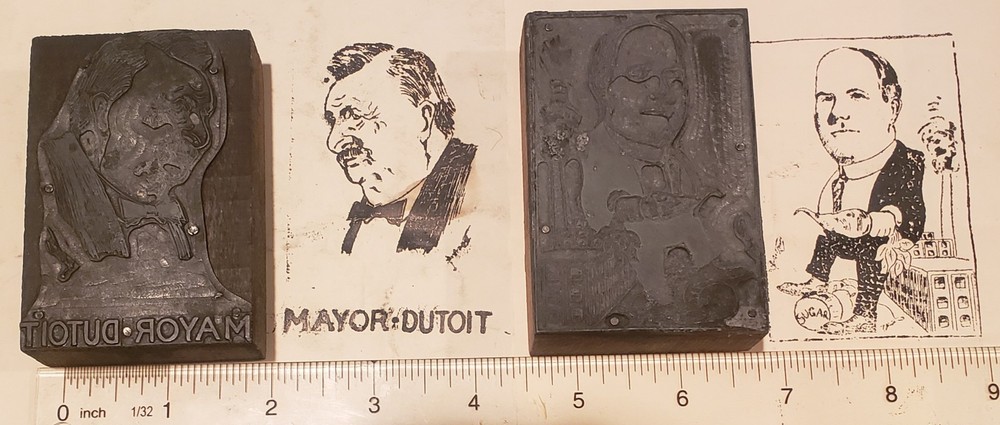 MAYOR·DUTOIT
MAYOR·DUTOIT
SUGAR
0 inch 1/32 1 2 3 4 5 6 7 8 9